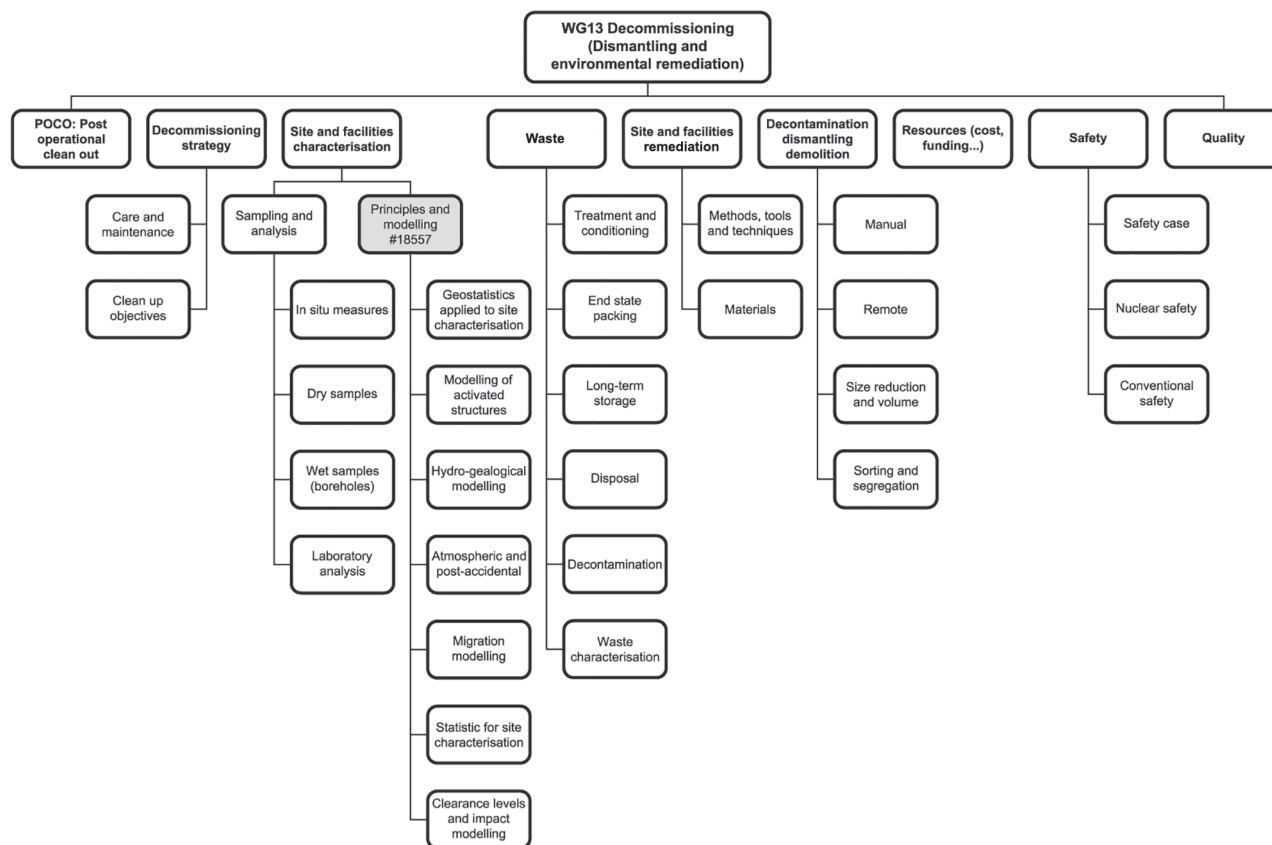 WG13 Decommissioning
(Dismantling and
environmental remediation)
POCO: Post
operational
clean out
Decommissioning
strategy
Site and facilities
characterisation
Waste
Site and facilities
remediation
Decontamination
dismantling
demolition
Resources (cost,
funding...)
Safety
Quality
Care and
maintenance
Clean up
objectives
Sampling and
analysis
In situ measures
Dry samples
Wet samples
(boreholes)
Laboratory
analysis
Principles and
modelling
#18557
Geostatistics
applied to site
characterisation
Modelling of
activated
structures
Hydro-gealogical
modelling
Atmospheric and
post-accidental
Migration
modelling
Statistic for site
characterisation
Clearance levels
and impact
modelling
Treatment and
conditioning
End state
packing
Long-term
storage
Disposal
Decontamination
Waste
characterisation
Methods, tools
and techniques
Materials
Manual
Remote
Size reduction
and volume
Sorting and
segregation
Safety case
Nuclear safety
Conventional
safety